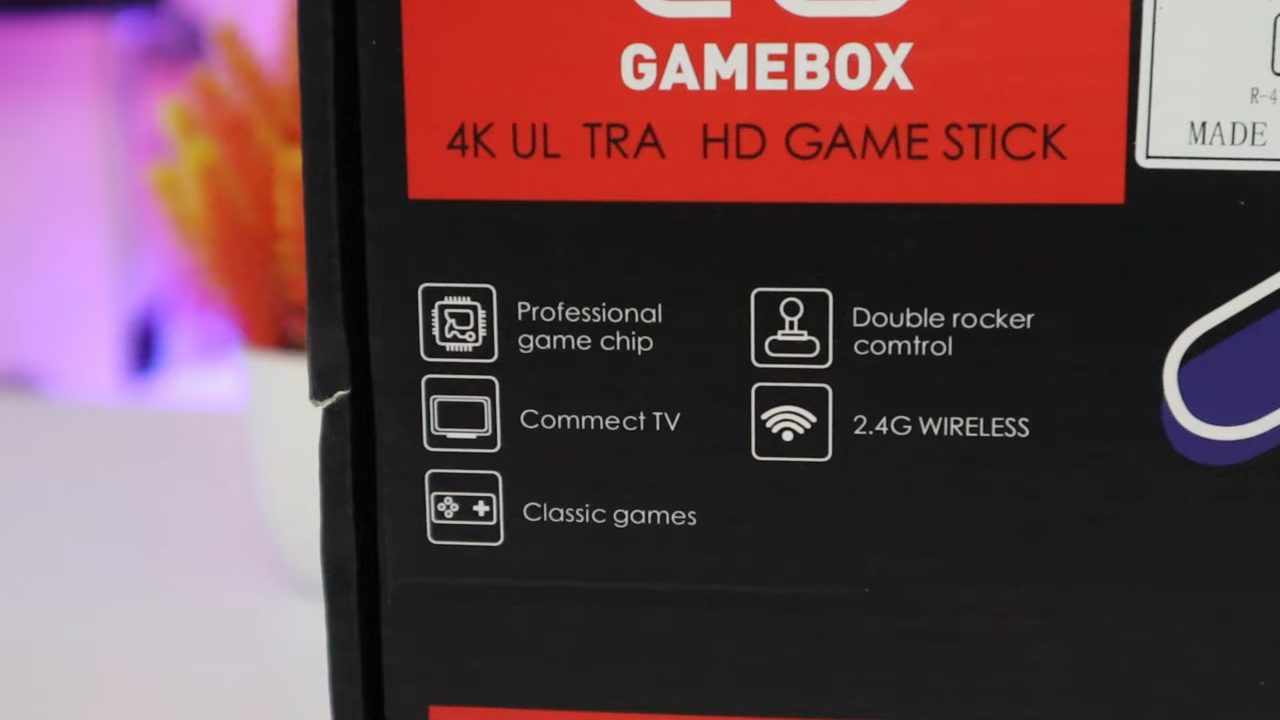 GAMEBOX
4K UL TRA HD GAME STICK
R-4
MADE
Professional
game chip
Double rocker
comtrol
Commect TV
2.4G WIRELESS
Classic games